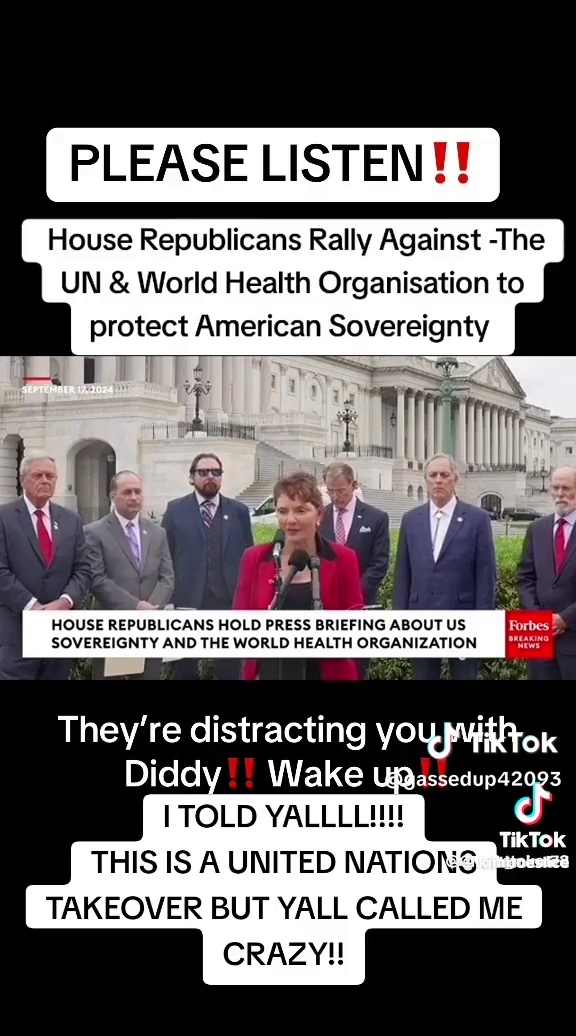 PLEASE LISTEN‼️
House Republicans Rally Against -The
UN & World Health Organisation to
protect American Sovereignty
SEPTEMBER 17, 2024
HOUSE REPUBLICANS HOLD PRESS BRIEFING ABOUT US
SOVEREIGNTY AND THE WORLD HEALTH ORGANIZATION
Forbes
BREAKING
NEWS
They're distracting you with
Diddy‼️ Wake up‼️
TikTok
@gassedup42093
I TOLD YALLLL!!!!
THIS IS A UNITED NATIONS
TAKEOVER BUT YALL CALLED ME
CRAZY!!
TikTok